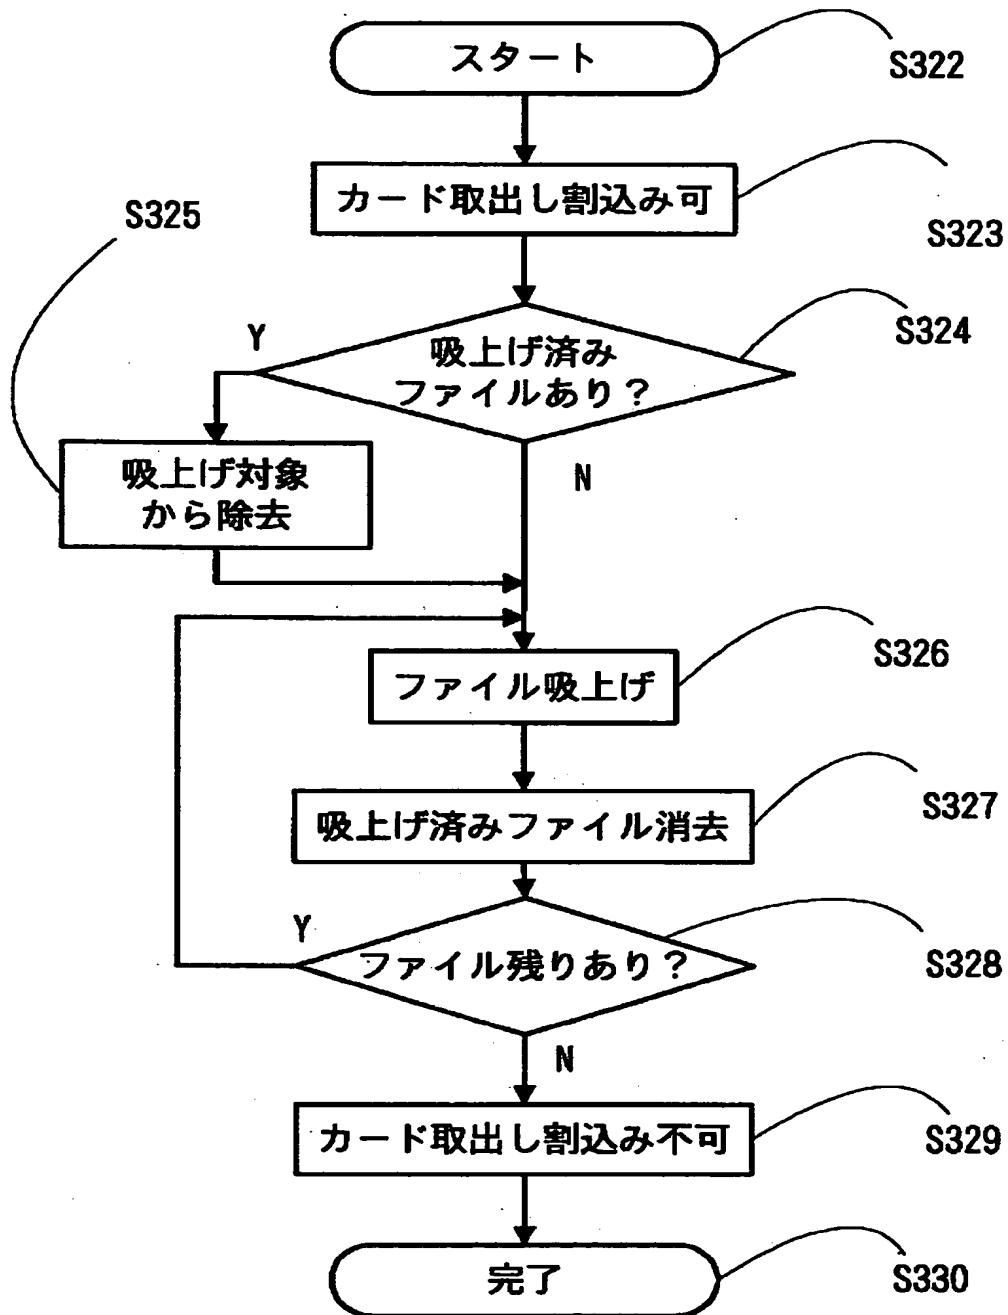 スタート
S322
カード取出し割込み可
S323
S325
Y
吸上げ済み
ファイルあり?
S324
吸上げ対象
から除去
N
ファイル吸上げ
S326
吸上げ済みファイル消去
S327
Y
ファイル残りあり?
S328
N
カード取出し割込み不可
S329
完了
S330